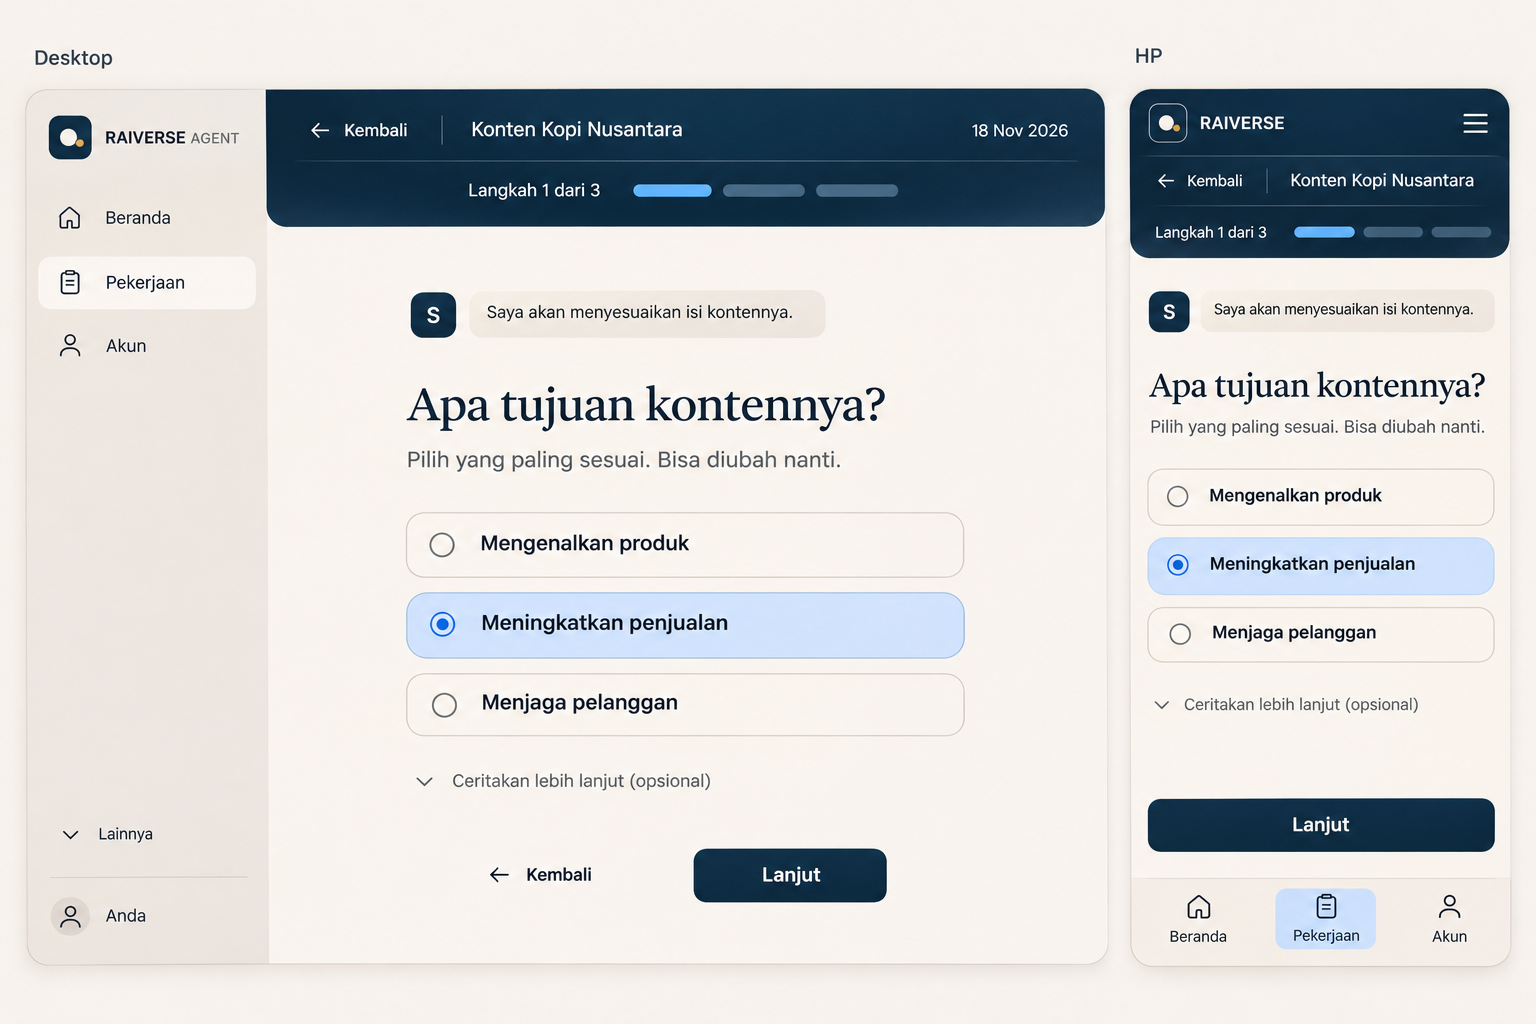 Desktop
RAIVERSE AGENT
Beranda
Pekerjaan
Akun
Lainnya
Anda
Kembali
Konten Kopi Nusantara
18 Nov 2026
Langkah 1 dari 3
S
Saya akan menyesuaikan isi kontennya.
Apa tujuan kontennya?
Pilih yang paling sesuai. Bisa diubah nanti.
Mengenalkan produk
Meningkatkan penjualan
Menjaga pelanggan
Ceritakan lebih lanjut (opsional)
Kembali
Lanjut
HP
RAIVERSE
Kembali
Konten Kopi Nusantara
Langkah 1 dari 3
S
Saya akan menyesuaikan isi kontennya.
Apa tujuan kontennya?
Pilih yang paling sesuai. Bisa diubah nanti.
Mengenalkan produk
Meningkatkan penjualan
Menjaga pelanggan
Ceritakan lebih lanjut (opsional)
Lanjut
Beranda
Pekerjaan
Akun